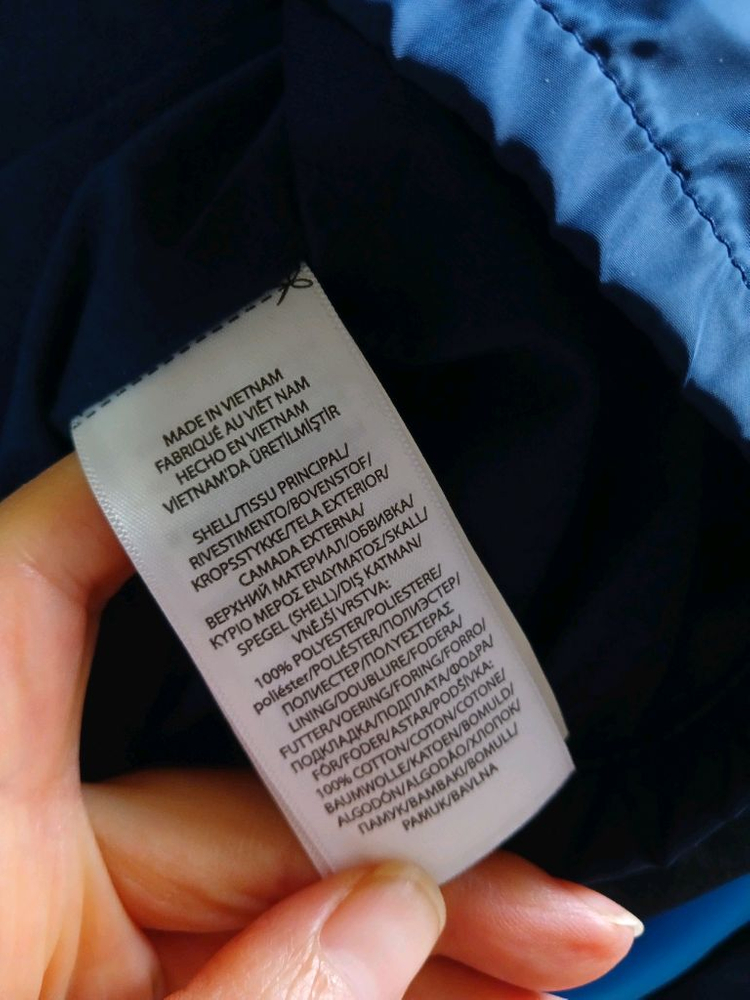 MADE IN VIETNAM
FABRIQUÉ AU VIÊT NAM
HECHO EN VIETNAM
VİETNAM'DA ÜRETİLMİŞTİR
SHELL/TISSU PRINCIPAL/
RIVESTIMENTO/BOVENSTOF/
KROPSSTYKKE/TELA EXTERIOR/
CAMADA EXTERNA/
ВЕРХНИЙ МАТЕРИАЛ/ОБВИВКА/
ΚΥΡΙΟ ΜΕΡΟΣ ΕΝΔΥΜΑΤΟΣ/SKALL/
SPEGEL (SHELL)/DIŞ KATMAN/
VNĚJŠÍ VRSTVA:
100% POLYESTER/POLIESTERE/
poliéster/POLIÉSTER/ПОЛИЭСТЕР/
ПОЛИЕСТЕР/ΠΟΛΥΕΣΤΕΡΑΣ
LINING/DOUBLURE/FODERA/
FUTTER/VOERING/FORING/FORRO/
ПОДКЛАДКА/ПОДПЛАТА/ΦΟΔΡΑ/
FÔR/FODER/ASTAR/PODŠÍVKA:
100% COTTON/COTON/COTONE/
BAUMWOLLE/KATOEN/BOMULD/
ALGODÓN/ALGODÃO/ХЛОПОК/
ПАМУК/ΒΑΜΒΑΚΙ/BOMULL/
PAMUK/BAVLNA